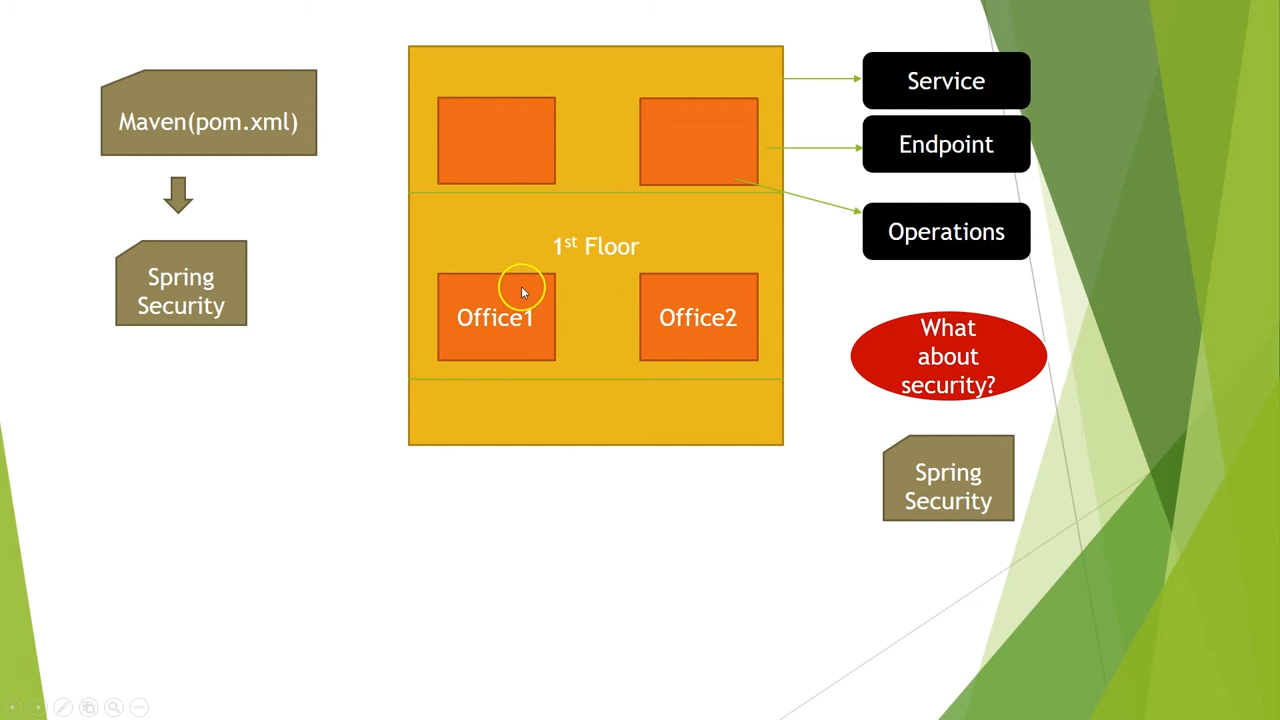 Maven(pom.xml)
Spring
Security
1st Floor
Office1
Office2
Service
Endpoint
Operations
What
about
security?
Spring
Security